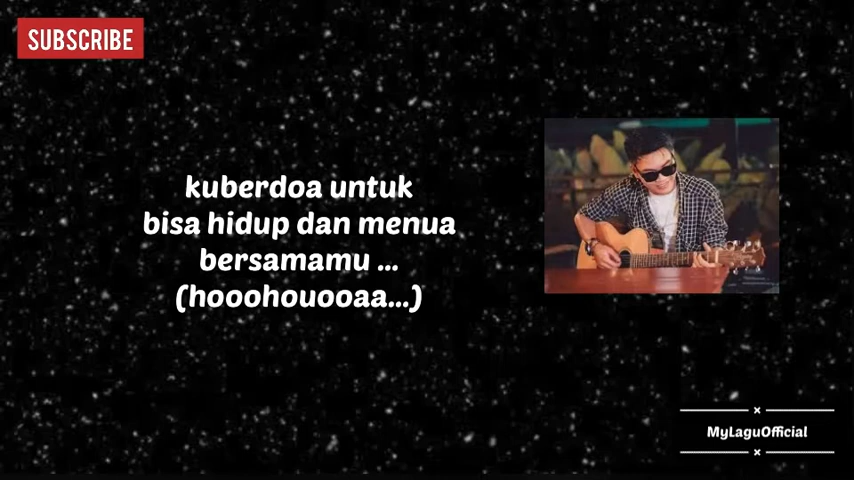 SUBSCRIBE
kuberdoa untuk
bisa hidup dan menua
bersamamu ...
(hooohouooaa...)
MyLaguOfficial